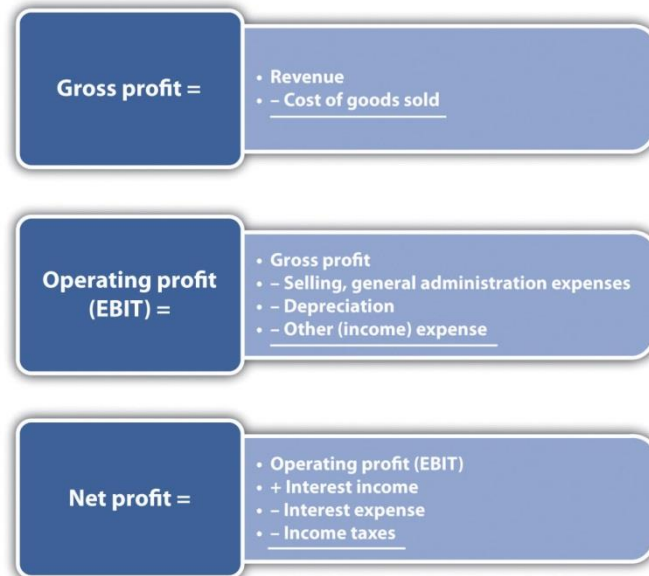 Gross profit =
• Revenue
• – Cost of goods sold
Operating profit
(EBIT) =
• Gross profit
• – Selling, general administration expenses
• – Depreciation
• – Other (income) expense
Net profit =
• Operating profit (EBIT)
• + Interest income
• – Interest expense
• – Income taxes